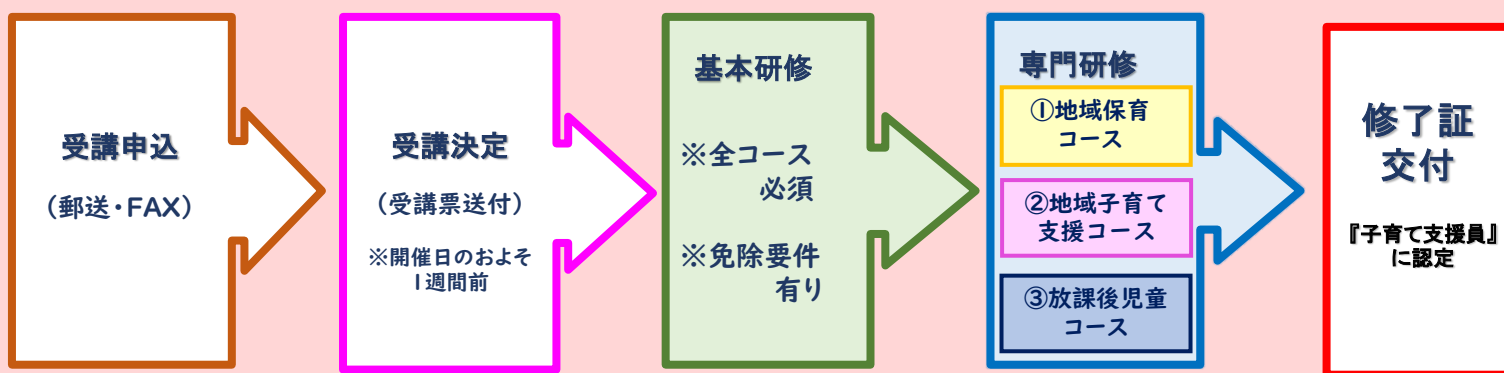 受講申込
（郵送・FAX）
受講決定
（受講票送付）
※開催日のおよそ
1週間前
基本研修
※全コース
必須
※免除要件
有り
専門研修
①地域保育
コース
②地域子育て
支援コース
③放課後児童
コース
修了証
交付
『子育て支援員』
に認定